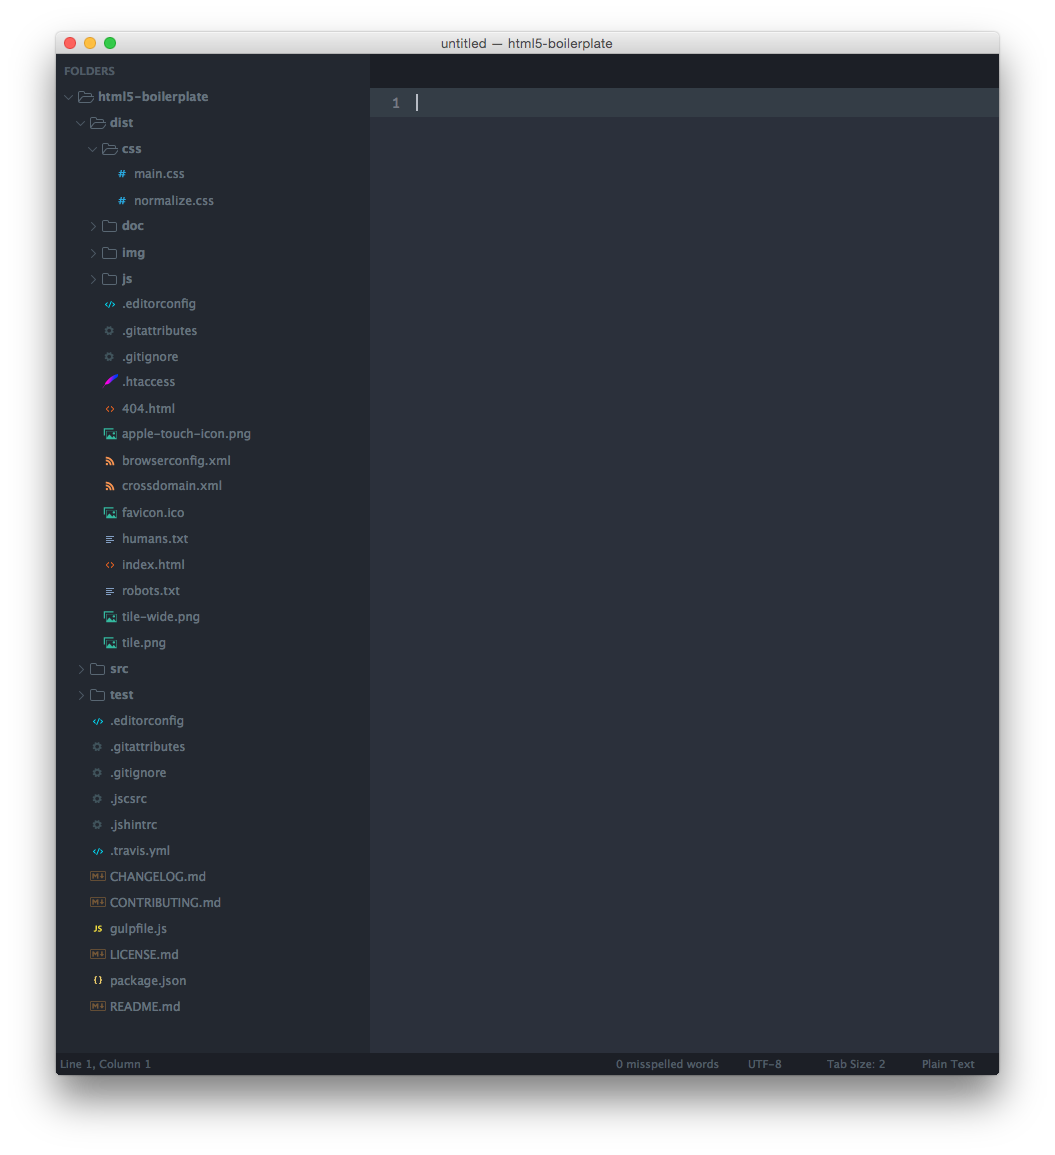 untitled — html5-boilerplate
FOLDERS
html5-boilerplate
dist
css
# main.css
# normalize.css
doc
img
js
</> .editorconfig
.gitattributes
.gitignore
.htaccess
<> 404.html
apple-touch-icon.png
browserconfig.xml
crossdomain.xml
favicon.ico
humans.txt
<> index.html
robots.txt
tile-wide.png
tile.png
src
test
</> .editorconfig
.gitattributes
.gitignore
.jscsrc
.jshintrc
</> .travis.yml
M↓ CHANGELOG.md
M↓ CONTRIBUTING.md
JS gulpfile.js
M↓ LICENSE.md
{} package.json
M↓ README.md
1
Line 1, Column 1
0 misspelled words
UTF-8
Tab Size: 2
Plain Text